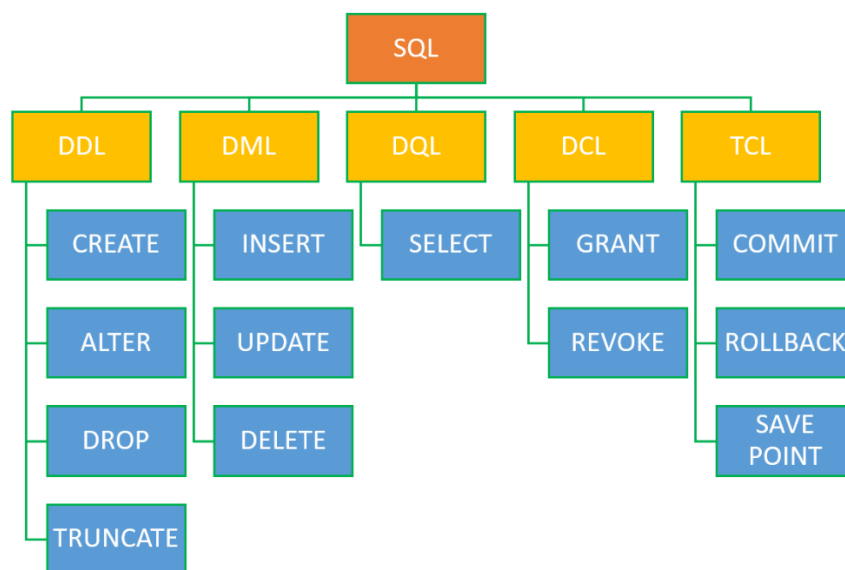 SQL
DDL
DML
DQL
DCL
TCL
CREATE
INSERT
SELECT
GRANT
COMMIT
ALTER
UPDATE
REVOKE
ROLLBACK
DROP
DELETE
SAVE
POINT
TRUNCATE